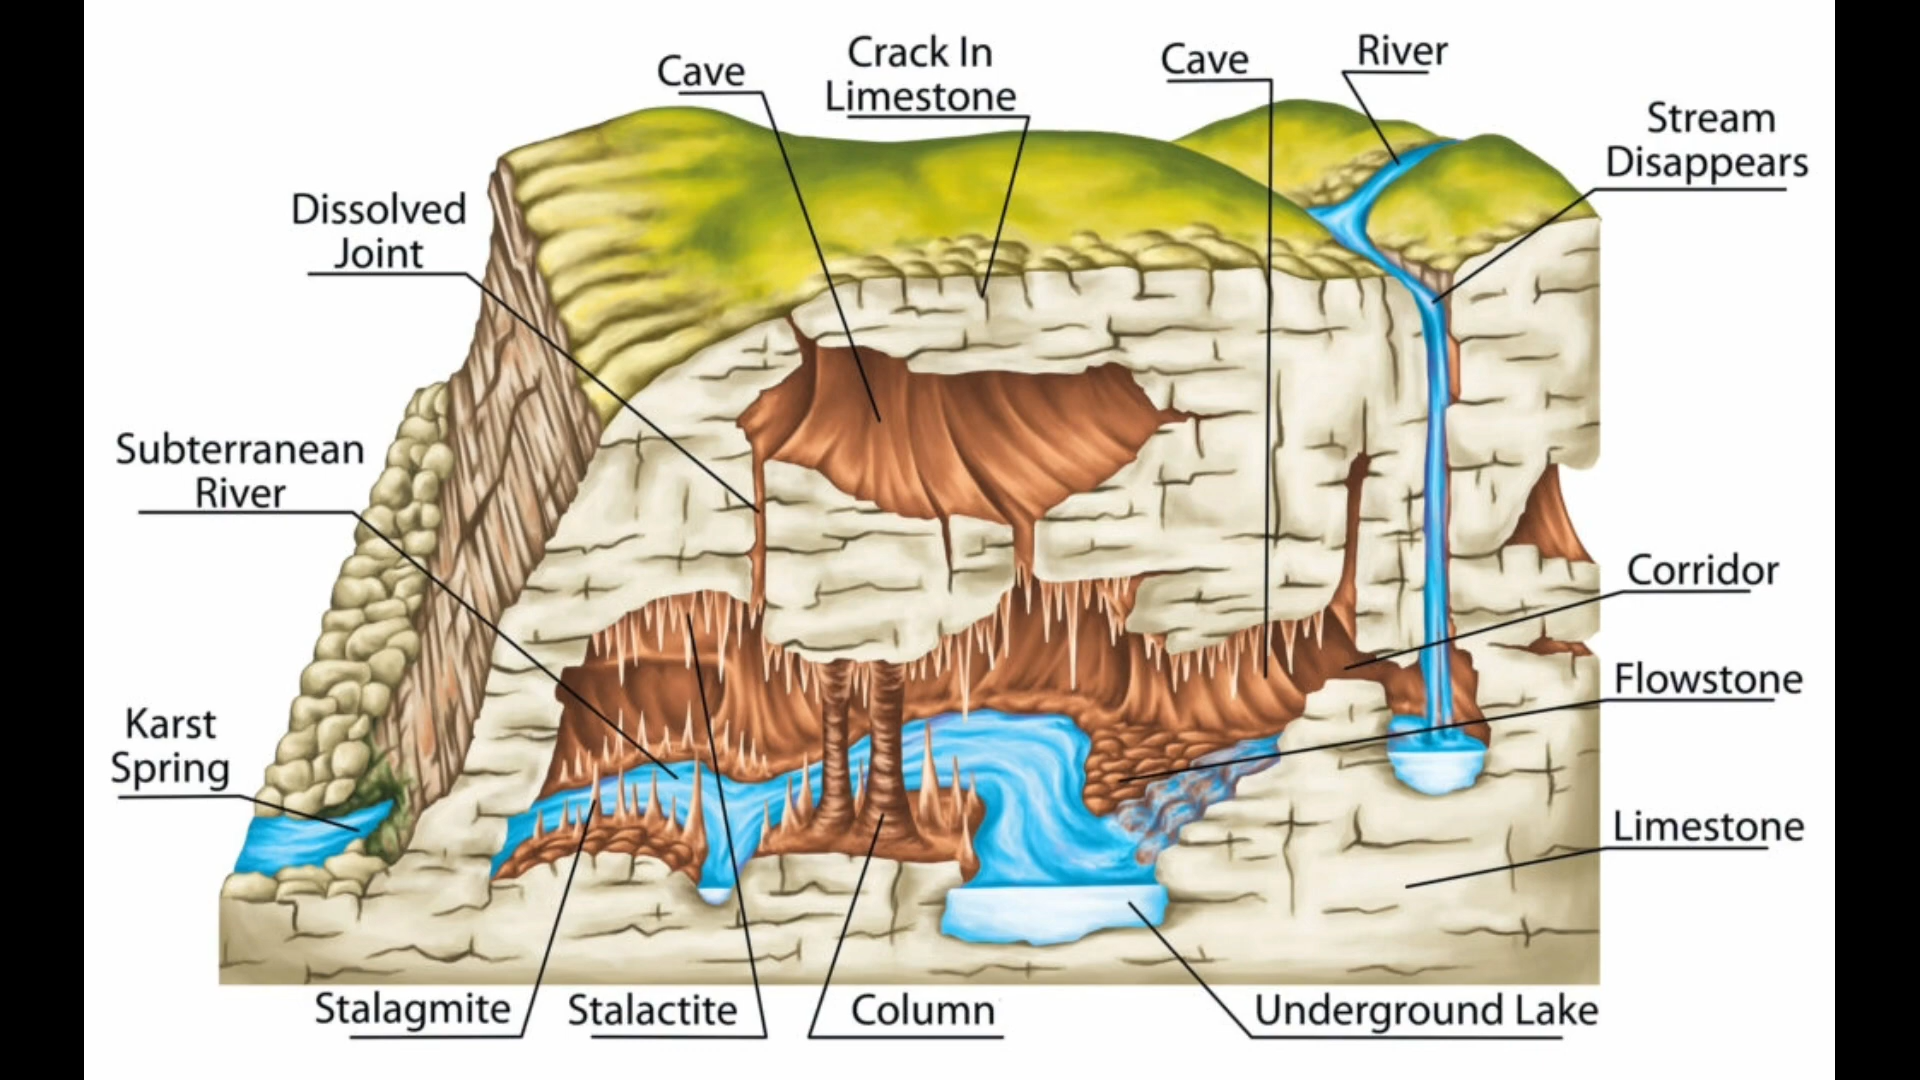 Cave
Crack In
Limestone
Cave
River
Stream
Disappears
Dissolved
Joint
Subterranean
River
Corridor
Flowstone
Karst
Spring
Limestone
Stalagmite
Stalactite
Column
Underground Lake